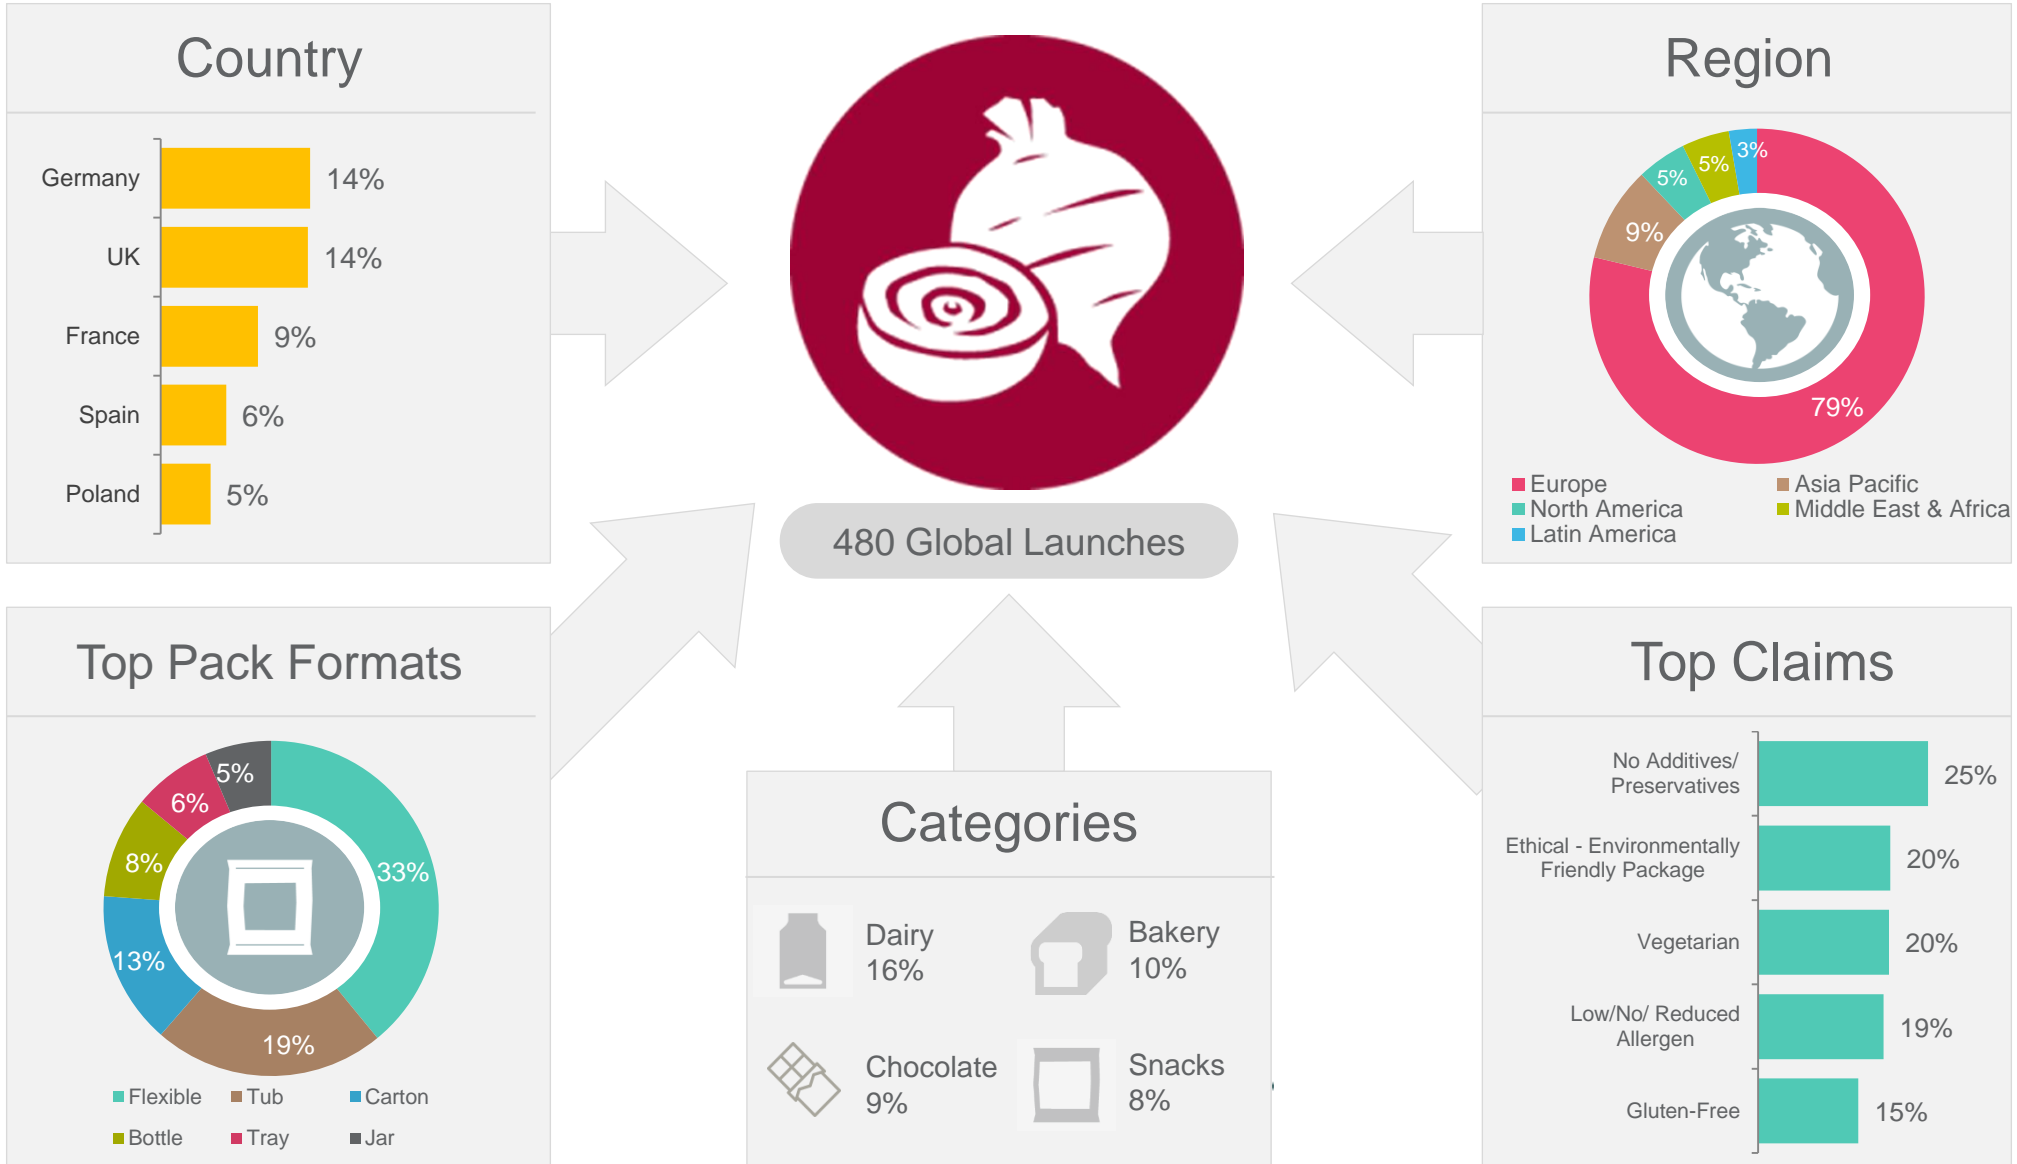 Country
Germany
14%
UK
14%
France
9%
Spain
6%
Poland
5%
480 Global Launches
Region
3%
5%
5%
9%
79%
Europe
Asia Pacific
North America
Middle East & Africa
Latin America
Top Pack Formats
5%
6%
8%
33%
13%
19%
Flexible
Tub
Carton
Bottle
Tray
Jar
Categories
Dairy
16%
Bakery
10%
Chocolate
9%
Snacks
8%
Top Claims
No Additives/
Preservatives
25%
Ethical - Environmentally
Friendly Package
20%
Vegetarian
20%
Low/No/ Reduced
Allergen
19%
Gluten-Free
15%